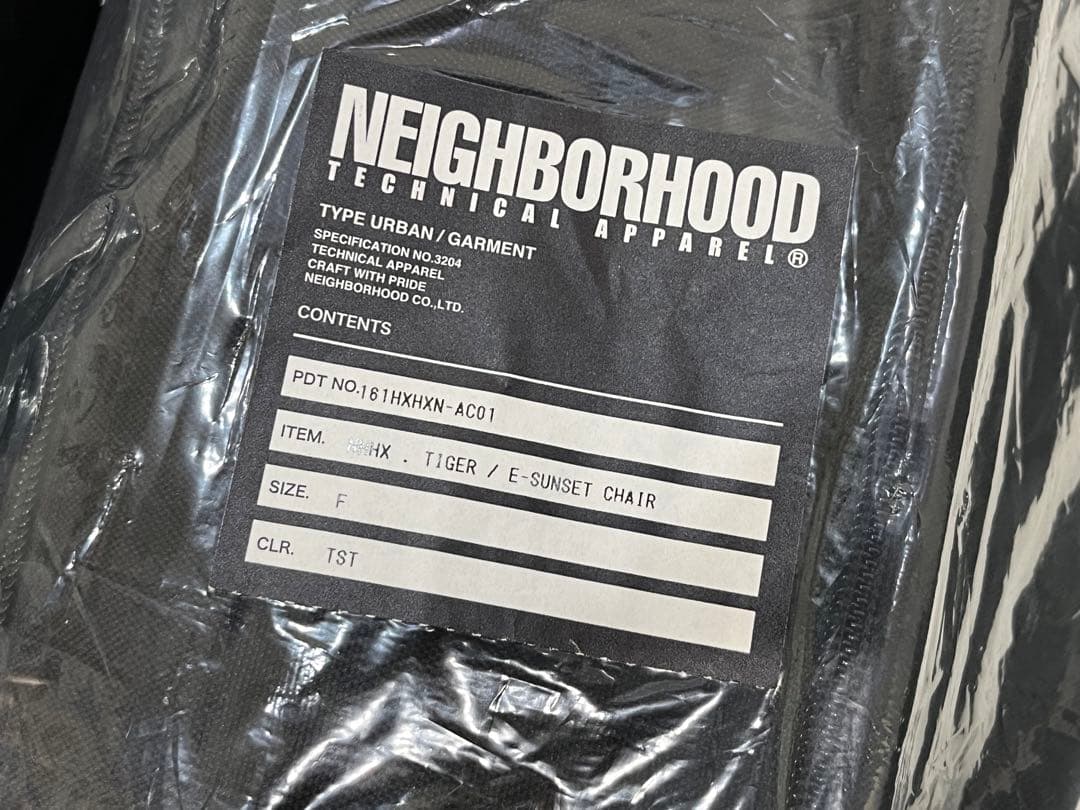 NEIGHBORHOOD
TECHNICAL APPAREL®
TYPE URBAN / GARMENT
SPECIFICATION NO.3204
TECHNICAL APPAREL
CRAFT WITH PRIDE
NEIGHBORHOOD CO.,LTD.
CONTENTS
PDT NO.161HXHXN-AC01
ITEM. . TIGER / E-SUNSET CHAIR
SIZE. F
CLR. TST